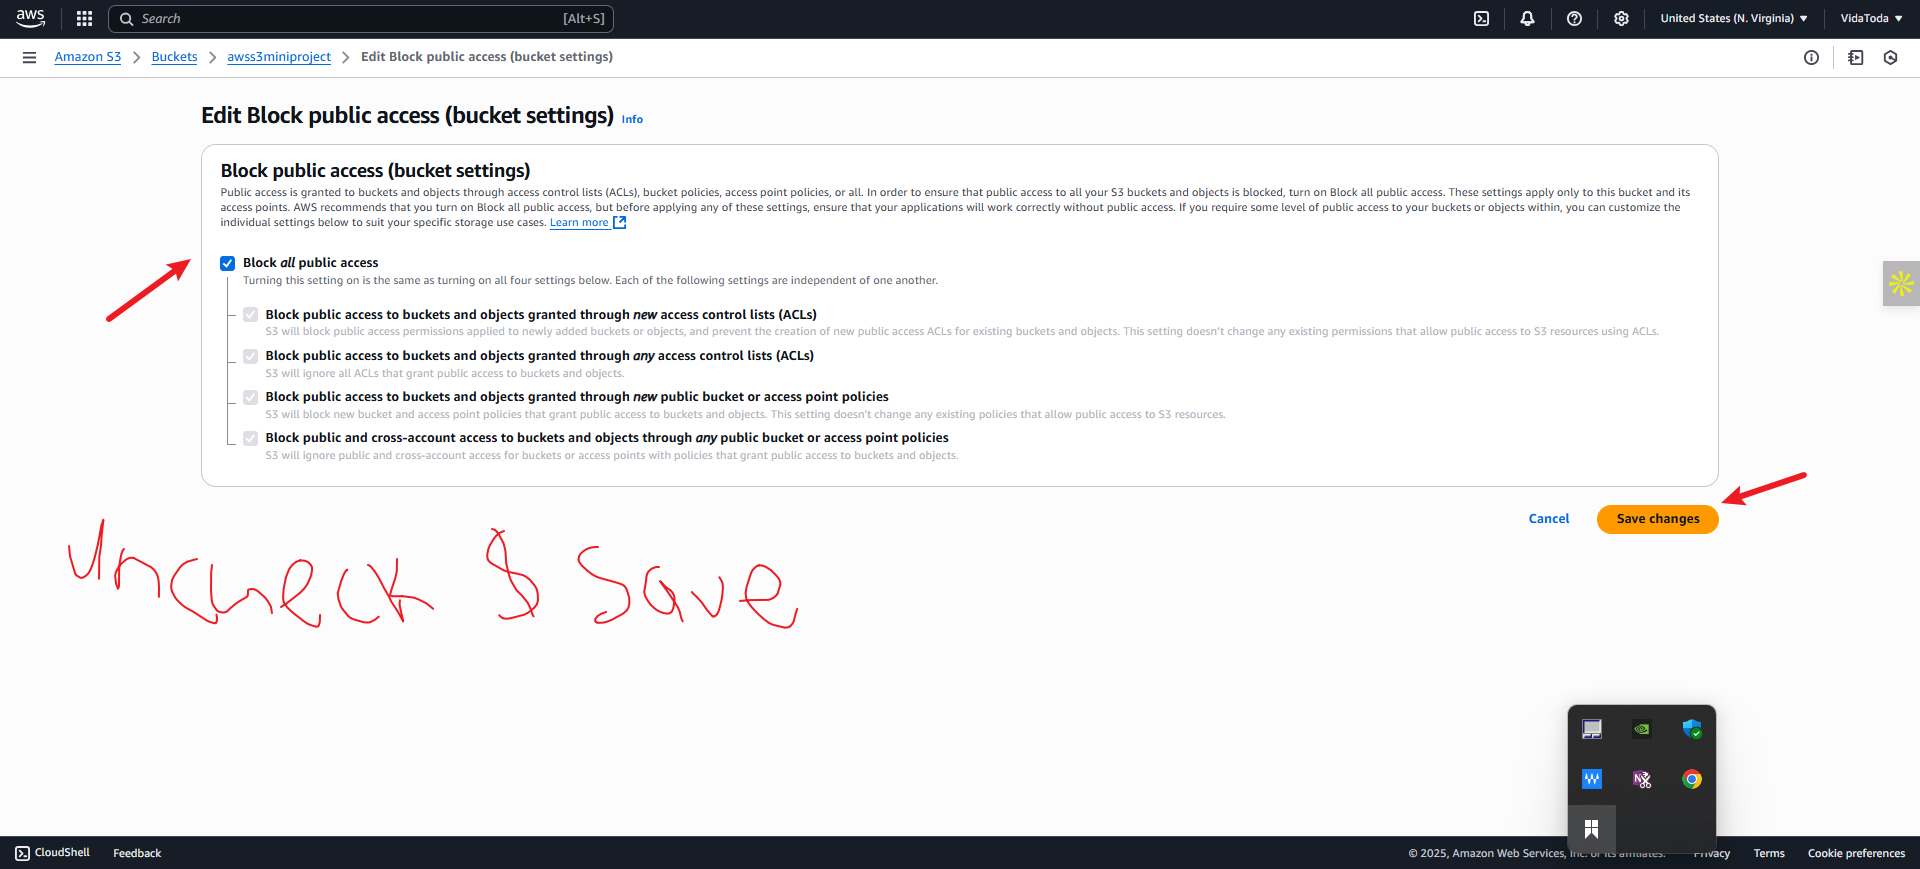 aws
Search [Alt+S]
United States (N. Virginia) VidaToda
Amazon S3 > Buckets > awss3miniproject > Edit Block public access (bucket settings)
Edit Block public access (bucket settings) Info
Block public access (bucket settings)
Public access is granted to buckets and objects through access control lists (ACLs), bucket policies, access point policies, or all. In order to ensure that public access to all your S3 buckets and objects is blocked, turn on Block all public access. These settings apply only to this bucket and its
access points. AWS recommends that you turn on Block all public access, but before applying any of these settings, ensure that your applications will work correctly without public access. If you require some level of public access to your buckets or objects within, you can customize the
individual settings below to suit your specific storage use cases. Learn more
Block all public access
Turning this setting on is the same as turning on all four settings below. Each of the following settings are independent of one another.
Block public access to buckets and objects granted through new access control lists (ACLs)
S3 will block public access permissions applied to newly added buckets or objects, and prevent the creation of new public access ACLs for existing buckets and objects. This setting doesn't change any existing permissions that allow public access to S3 resources using ACLs.
Block public access to buckets and objects granted through any access control lists (ACLs)
S3 will ignore all ACLs that grant public access to buckets and objects.
Block public access to buckets and objects granted through new public bucket or access point policies
S3 will block new bucket and access point policies that grant public access to buckets and objects. This setting doesn't change any existing policies that allow public access to S3 resources.
Block public and cross-account access to buckets and objects through any public bucket or access point policies
S3 will ignore public and cross-account access for buckets or access points with policies that grant public access to buckets and objects.
Cancel Save changes
Uncheck & Save
CloudShell Feedback © 2025, Amazon Web Services, Inc. or its affiliates. Privacy Terms Cookie preferences